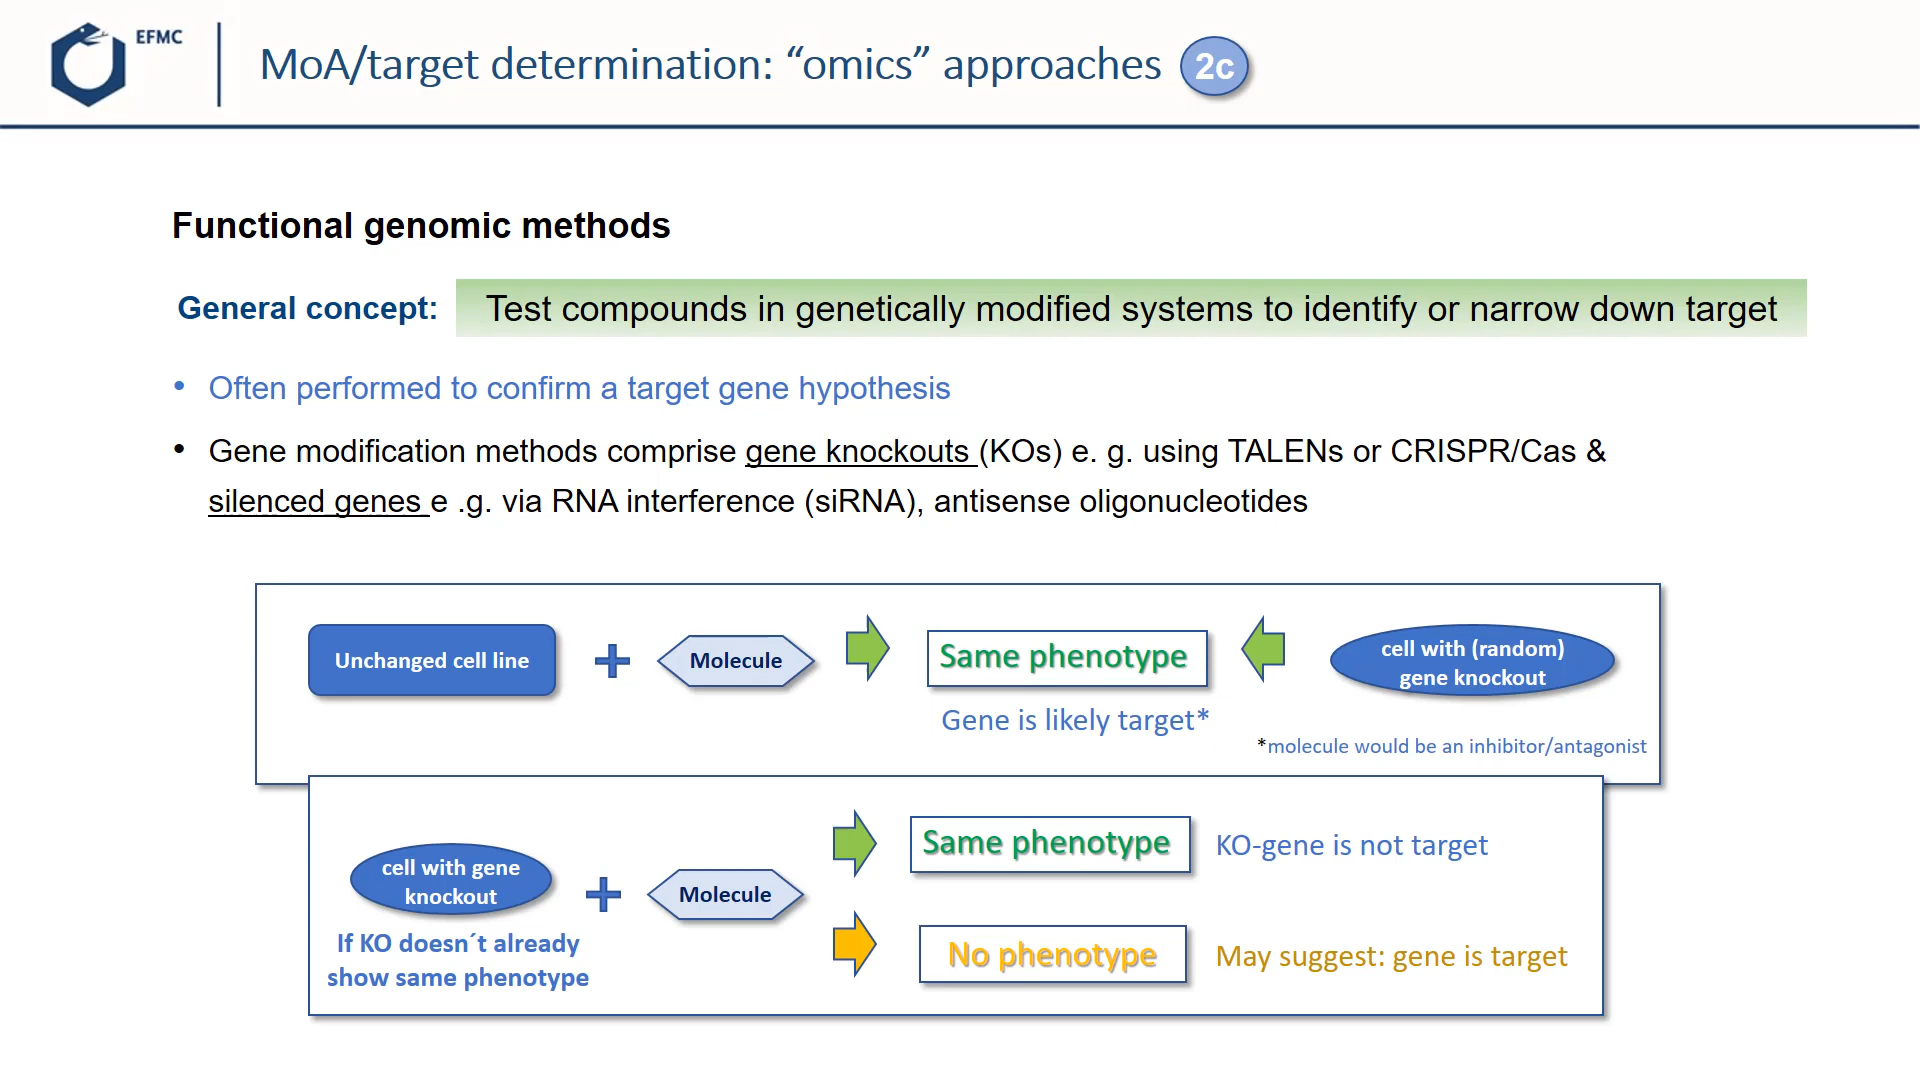 EFMC
MoA/target determination: “omics” approaches 2c
Functional genomic methods
General concept: Test compounds in genetically modified systems to identify or narrow down target
• Often performed to confirm a target gene hypothesis
• Gene modification methods comprise gene knockouts (KOs) e. g. using TALENs or CRISPR/Cas &
silenced genes e .g. via RNA interference (siRNA), antisense oligonucleotides
Unchanged cell line + Molecule Same phenotype cell with (random)
gene knockout
Gene is likely target*
*molecule would be an inhibitor/antagonist
cell with gene
knockout
+ Molecule
Same phenotype KO-gene is not target
If KO doesn´t already
show same phenotype
No phenotype May suggest: gene is target